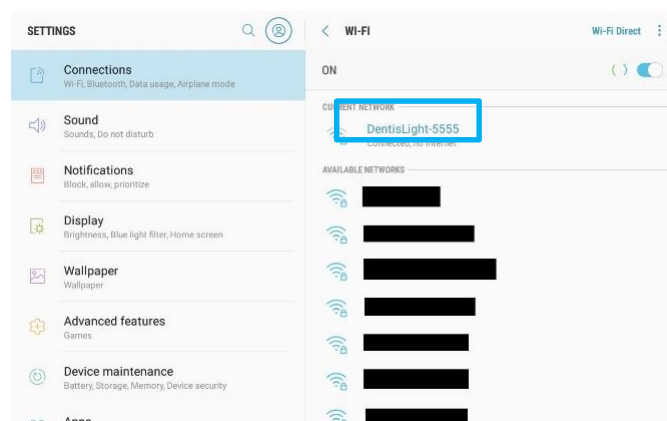 SETTINGS
Connections
Wi-Fi, Bluetooth, Data usage, Airplane mode
Sound
Sounds, Do not disturb
Notifications
Block, allow, prioritize
Display
Brightness, Blue light filter, Home screen
Wallpaper
Wallpaper
Advanced features
Games
Device maintenance
Battery, Storage, Memory, Device security
Apps
WI-FI
Wi-Fi Direct
ON
CURRENT NETWORK
DentisLight-5555
Connected, no Internet
AVAILABLE NETWORKS